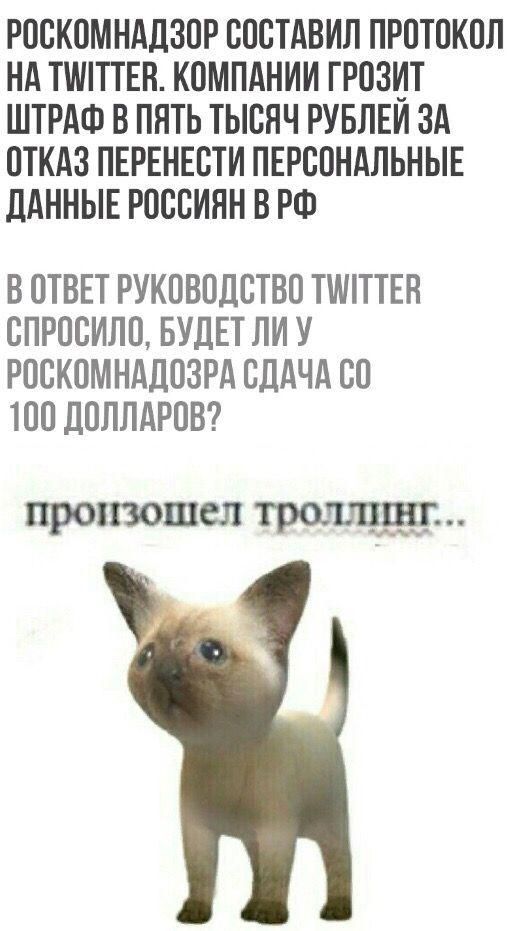 РОСКОМНАДЗОР СОСТАВИЛ ПРОТОКОЛ
НА TWITTER. КОМПАНИИ ГРОЗИТ
ШТРАФ В ПЯТЬ ТЫСЯЧ РУБЛЕЙ ЗА
ОТКАЗ ПЕРЕНЕСТИ ПЕРСОНАЛЬНЫЕ
ДАННЫЕ РОССИЯН В РФ
В ОТВЕТ РУКОВОДСТВО TWITTER
СПРОСИЛО, БУДЕТ ЛИ У
РОСКОМНАДОЗРА СДАЧА СО
100 ДОЛЛАРОВ?
произошел троллинг...